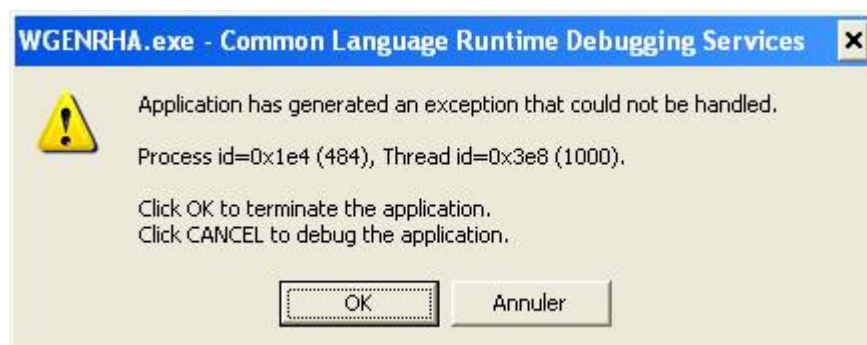 WGENRHA.exe - Common Language Runtime Debugging Services
Application has generated an exception that could not be handled.
Process id=0x1e4 (484), Thread id=0x3e8 (1000).
Click OK to terminate the application.
Click CANCEL to debug the application.
OK
Annuler